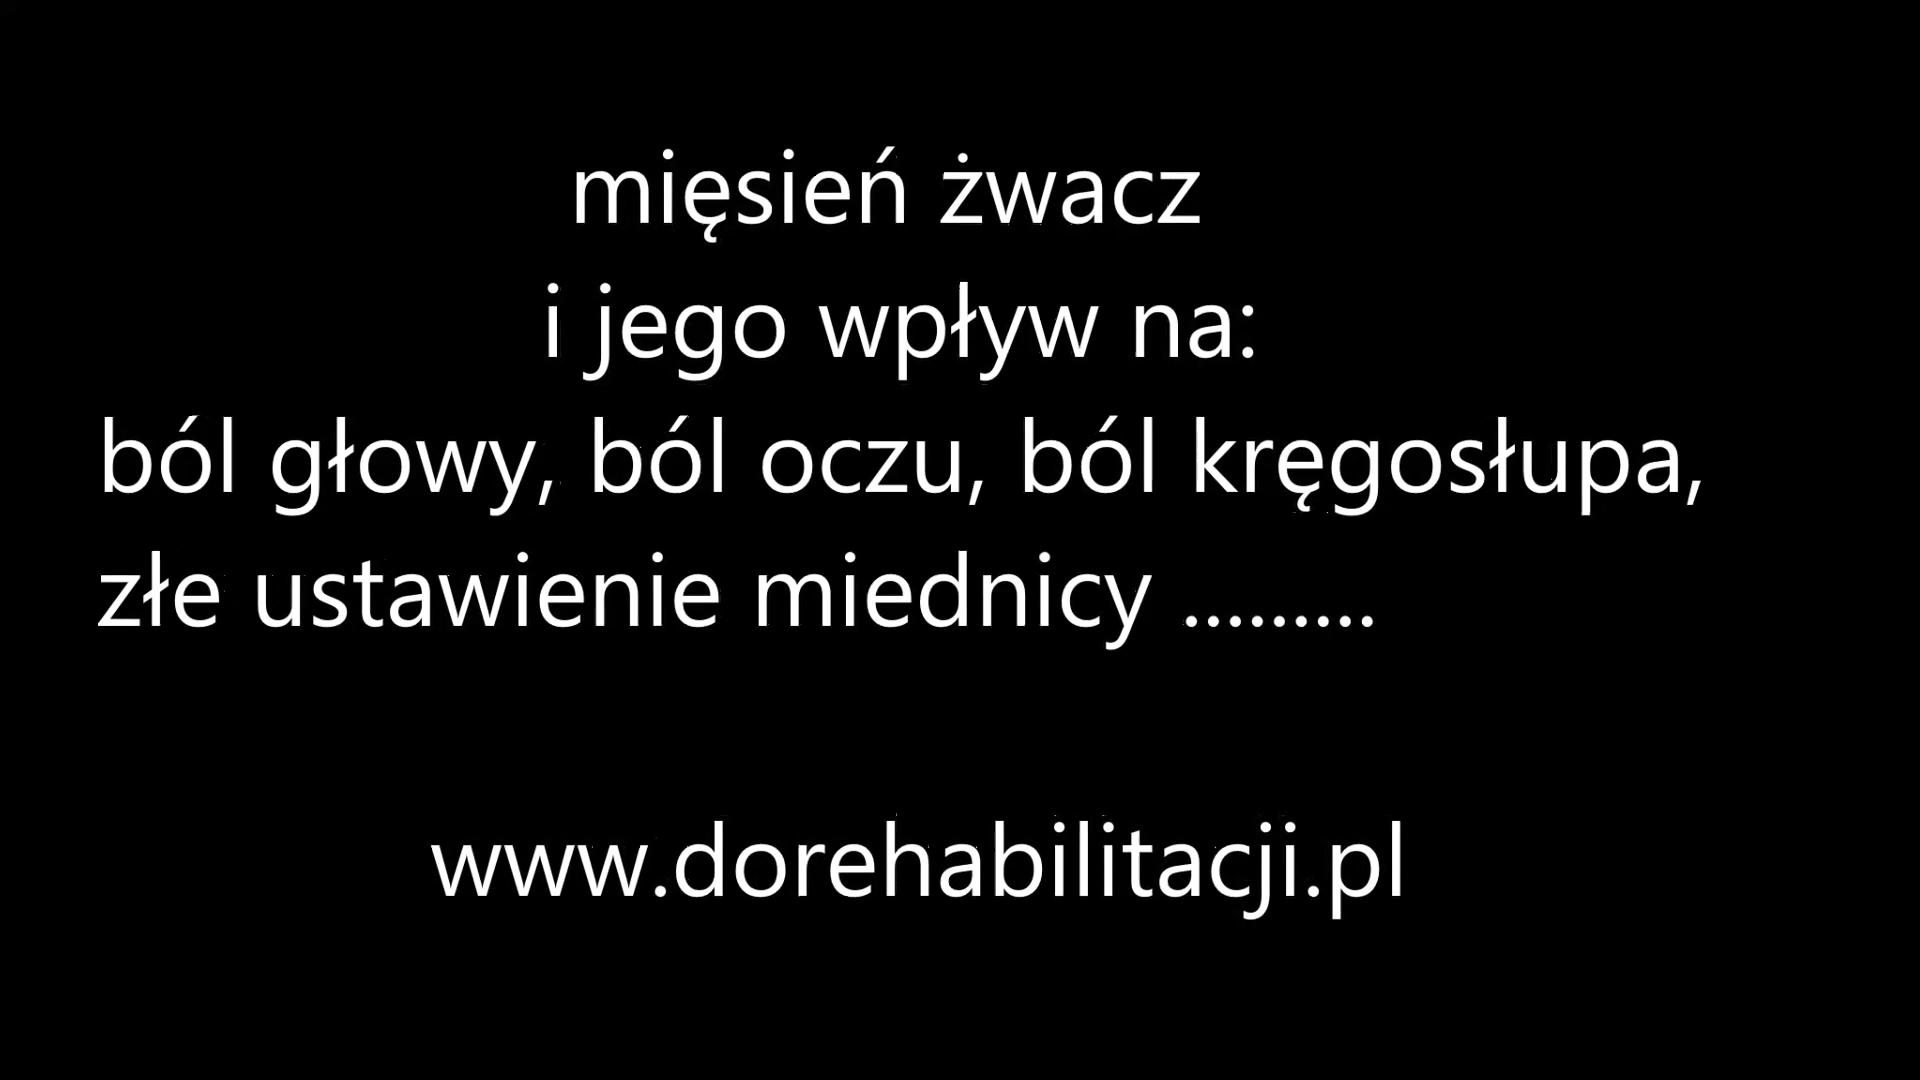 mięsień żwacz
i jego wpływ na:
ból głowy, ból oczu, ból kręgosłupa,
złe ustawienie miednicy .........
www.dorehabilitacji.pl